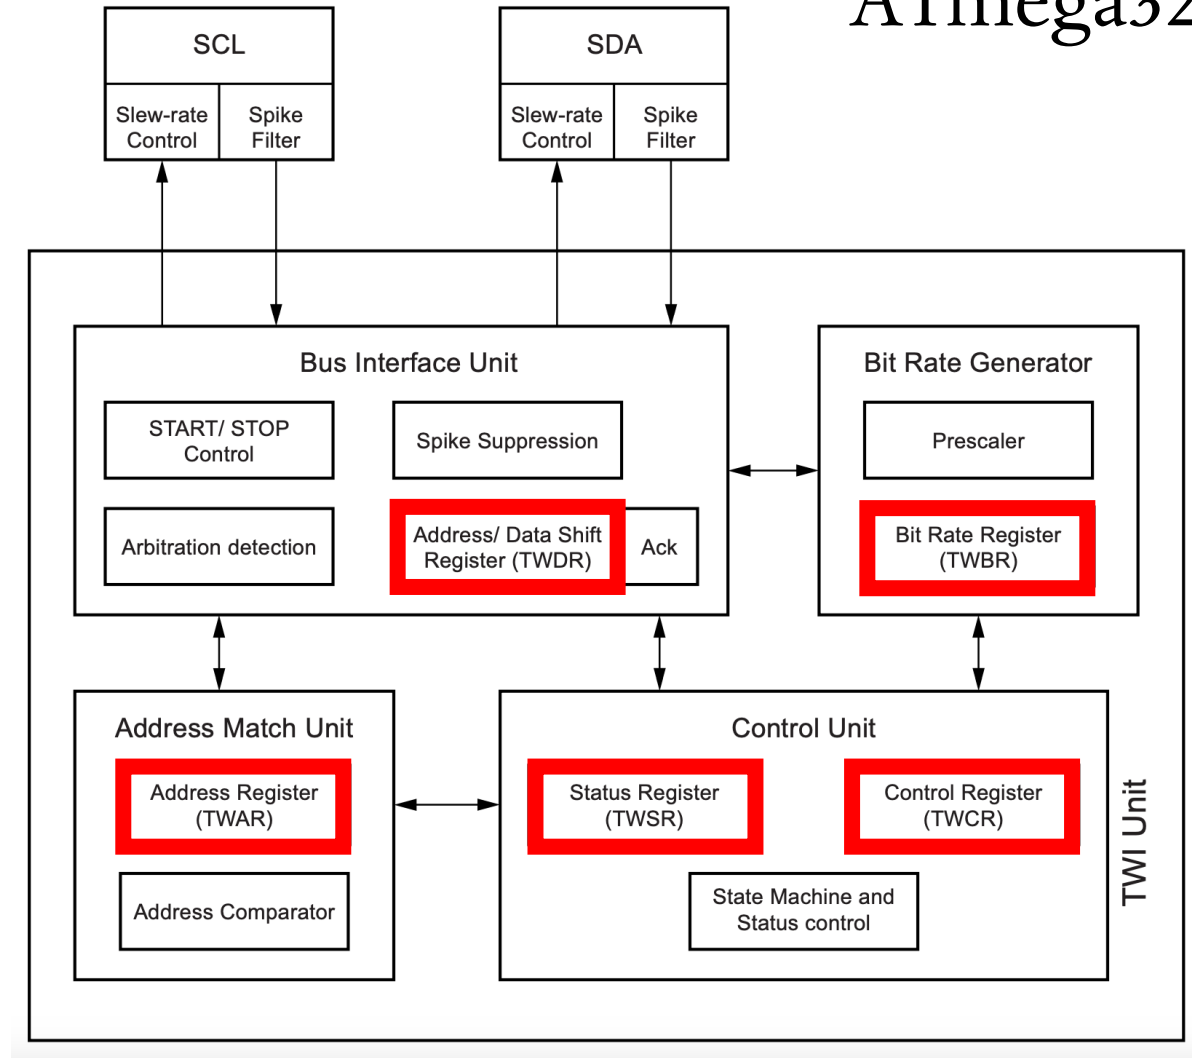 ATmega32
SCL
SDA
Slew-rate
Control
Spike
Filter
Slew-rate
Control
Spike
Filter
Bus Interface Unit
START/ STOP
Control
Spike Suppression
Arbitration detection
Address/ Data Shift
Register (TWDR)
Ack
Bit Rate Generator
Prescaler
Bit Rate Register
(TWBR)
Address Match Unit
Address Register
(TWAR)
Address Comparator
Control Unit
Status Register
(TWSR)
Control Register
(TWCR)
State Machine and
Status control
TWI Unit